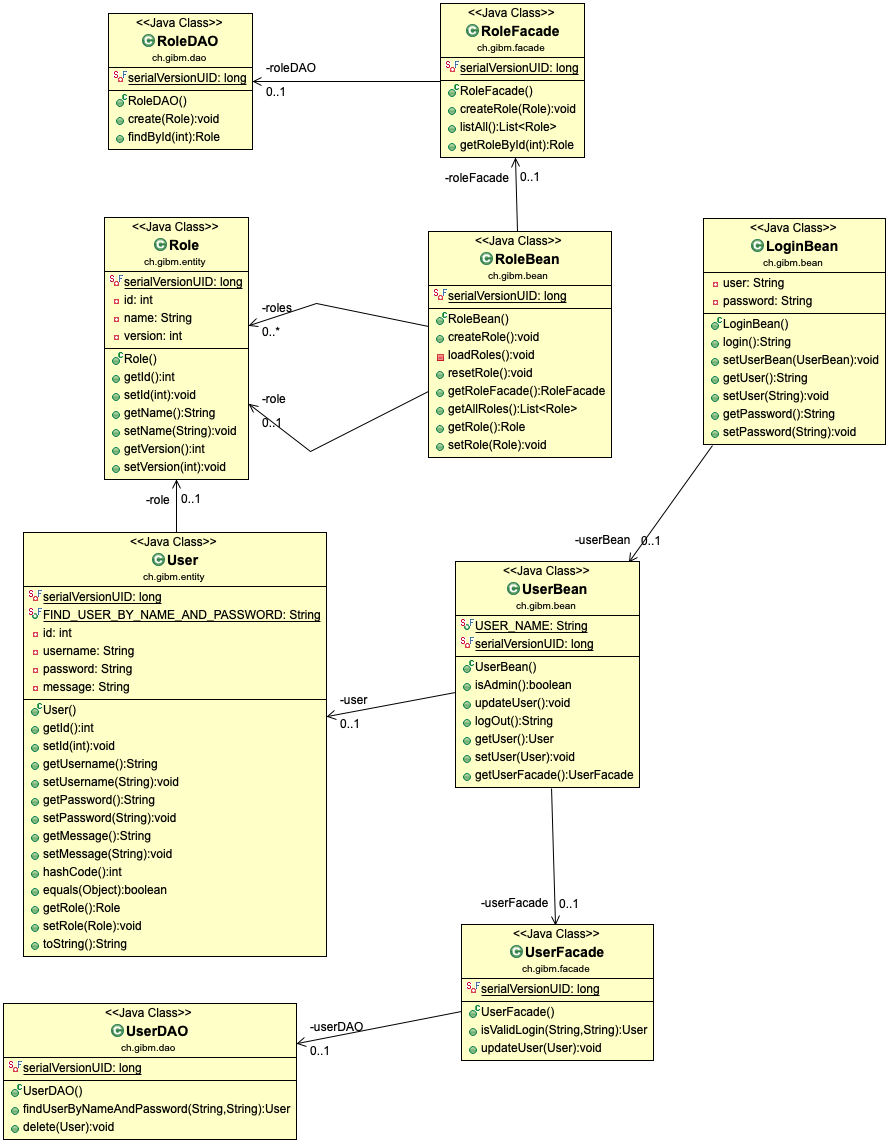 <<Java Class>>
RoleDAO
ch.gibm.dao
serialVersionUID: long
RoleDAO()
create(Role):void
findById(int):Role
-roleDAO
0..1
<<Java Class>>
RoleFacade
ch.gibm.facade
serialVersionUID: long
RoleFacade()
createRole(Role):void
listAll():List<Role>
getRoleById(int):Role
-roleFacade
0..1
<<Java Class>>
Role
ch.gibm.entity
serialVersionUID: long
id: int
name: String
version: int
Role()
getId():int
setId(int):void
getName():String
setName(String):void
getVersion():int
setVersion(int):void
-roles
0..*
-role
0..1
<<Java Class>>
RoleBean
ch.gibm.bean
serialVersionUID: long
RoleBean()
createRole():void
loadRoles():void
resetRole():void
getRoleFacade():RoleFacade
getAllRoles():List<Role>
getRole():Role
setRole(Role):void
<<Java Class>>
LoginBean
ch.gibm.bean
user: String
password: String
LoginBean()
login():String
setUserBean(UserBean):void
getUser():String
setUser(String):void
getPassword():String
setPassword(String):void
-role
0..1
-userBean
0..1
<<Java Class>>
User
ch.gibm.entity
serialVersionUID: long
FIND_USER_BY_NAME_AND_PASSWORD: String
id: int
username: String
password: String
message: String
User()
getId():int
setId(int):void
getUsername():String
setUsername(String):void
getPassword():String
setPassword(String):void
getMessage():String
setMessage(String):void
hashCode():int
equals(Object):boolean
getRole():Role
setRole(Role):void
toString():String
-user
0..1
<<Java Class>>
UserBean
ch.gibm.bean
USER_NAME: String
serialVersionUID: long
UserBean()
isAdmin():boolean
updateUser():void
logOut():String
getUser():User
setUser(User):void
getUserFacade():UserFacade
-userFacade
0..1
<<Java Class>>
UserFacade
ch.gibm.facade
serialVersionUID: long
UserFacade()
isValidLogin(String,String):User
updateUser(User):void
-userDAO
0..1
<<Java Class>>
UserDAO
ch.gibm.dao
serialVersionUID: long
UserDAO()
findUserByNameAndPassword(String,String):User
delete(User):void